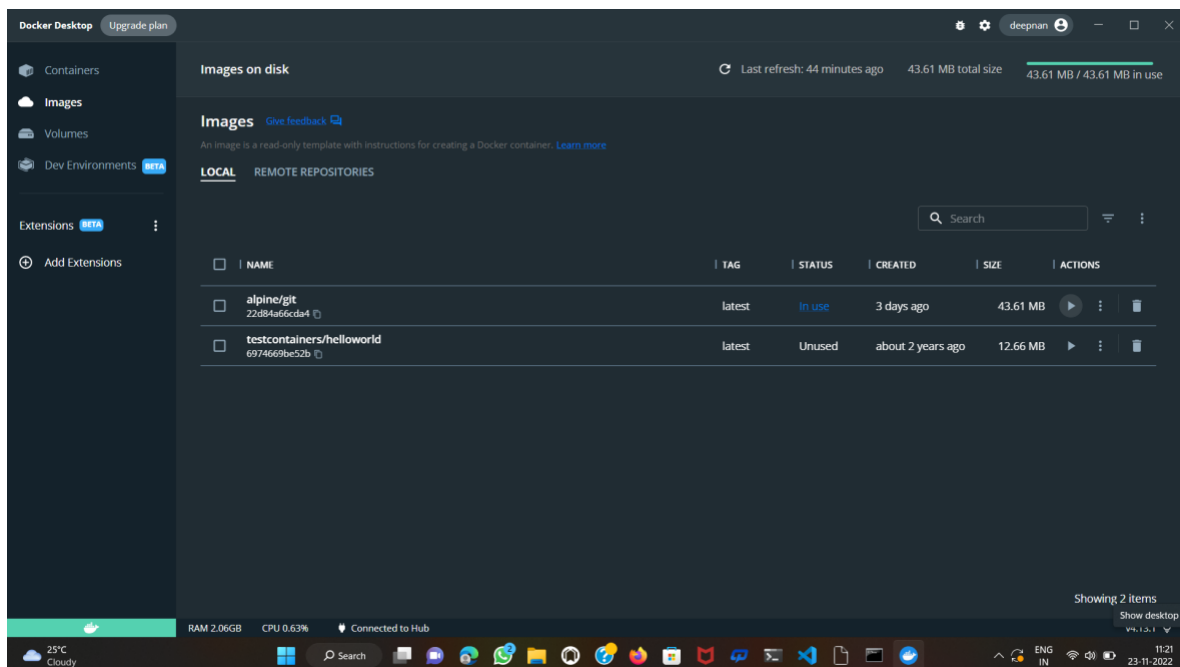 Docker Desktop Upgrade plan deepnan
Containers
Images
Volumes
Dev Environments BETA
Extensions BETA
Add Extensions
Images on disk Last refresh: 44 minutes ago 43.61 MB total size 43.61 MB / 43.61 MB in use
Images Give feedback
An image is a read-only template with instructions for creating a Docker container. Learn more
LOCAL REMOTE REPOSITORIES
Search
NAME TAG STATUS CREATED SIZE ACTIONS
alpine/git latest In use 3 days ago 43.61 MB
22d84a66cda4
testcontainers/helloworld latest Unused about 2 years ago 12.66 MB
6974669be52b
Showing 2 items
Show desktop
RAM 2.06GB CPU 0.63% Connected to Hub v4.13.1
25°C
Cloudy
Search
ENG
IN
11:21
23-11-2022